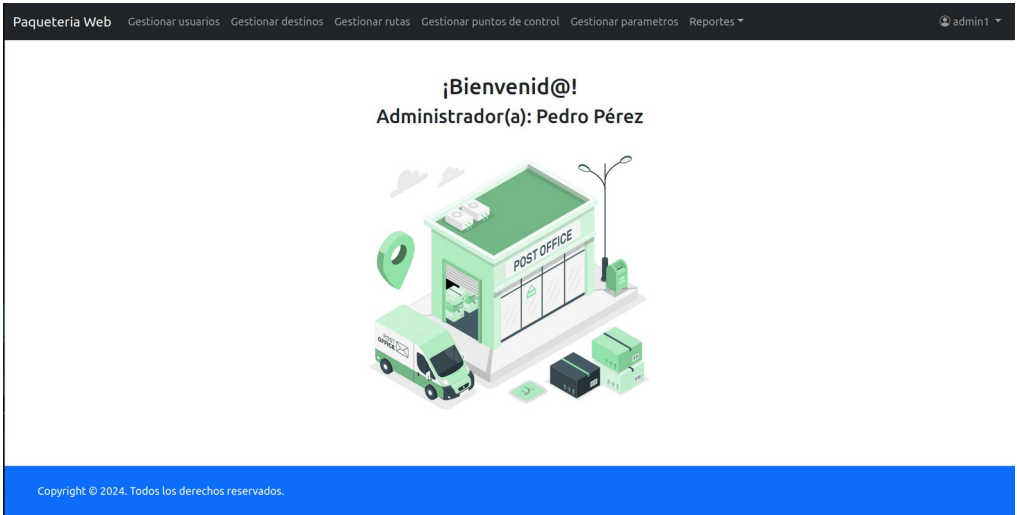 Paqueteria Web Gestionar usuarios Gestionar destinos Gestionar rutas Gestionar puntos de control Gestionar parametros Reportes admin1
¡Bienvenid@!
Administrador(a): Pedro Pérez
POST OFFICE
POST
OFFICE
Copyright © 2024. Todos los derechos reservados.